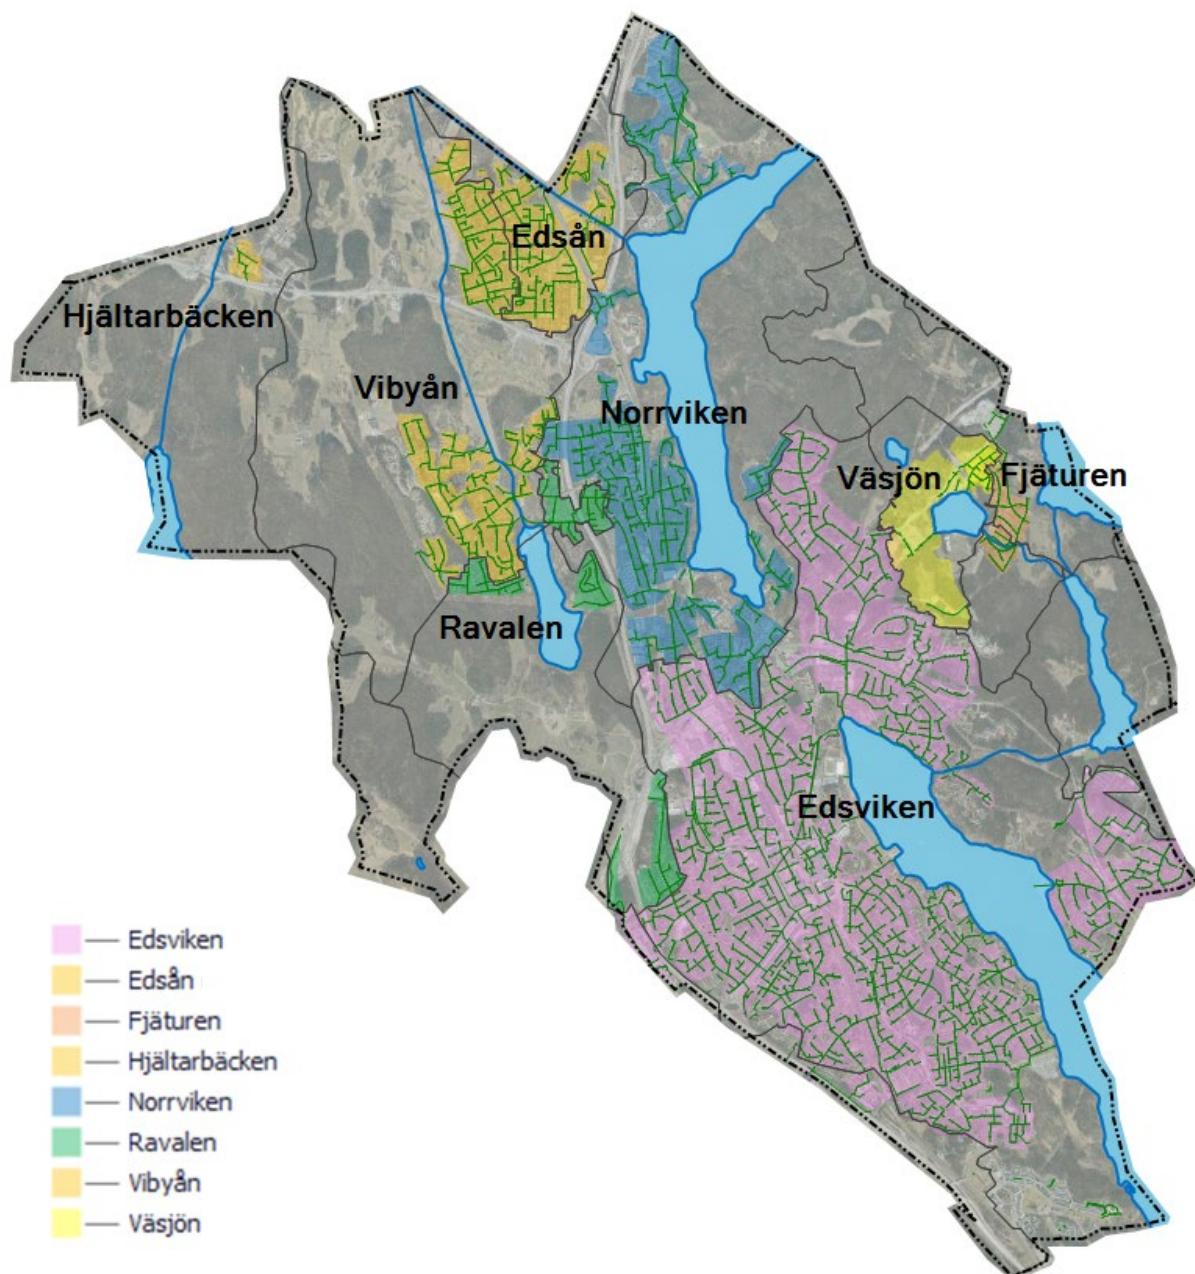 Edsån
Hjältarbäcken
Vibyån
Norrviken
Väsjön
Fjäturen
Ravalen
Edsviken
Edsviken
Edsån
Fjäturen
Hjältarbäcken
Norrviken
Ravalen
Vibyån
Väsjön